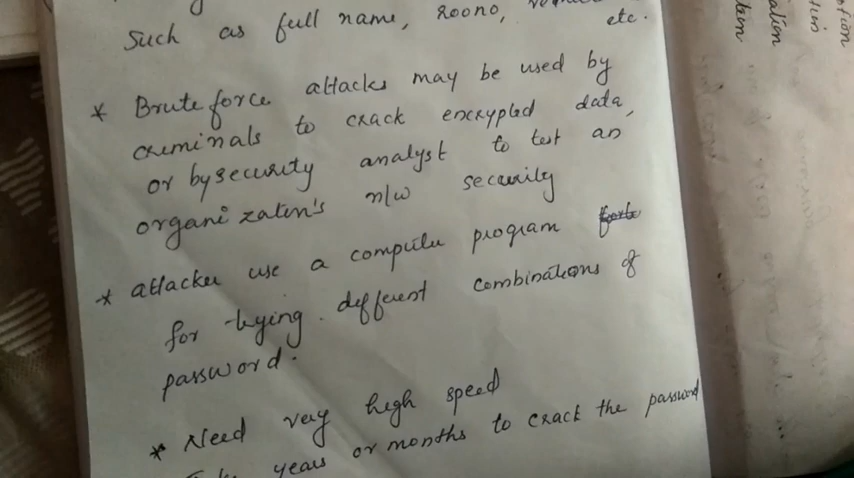 Such as full name, roono,
etc.
* Brute force attacks may be used by
criminals to crack encrypted data,
or by security analyst to test an
organizatin's n/w security
* attacker use a computer program
for trying different combinations of
password.
* Need very high speed
years or months to crack the password